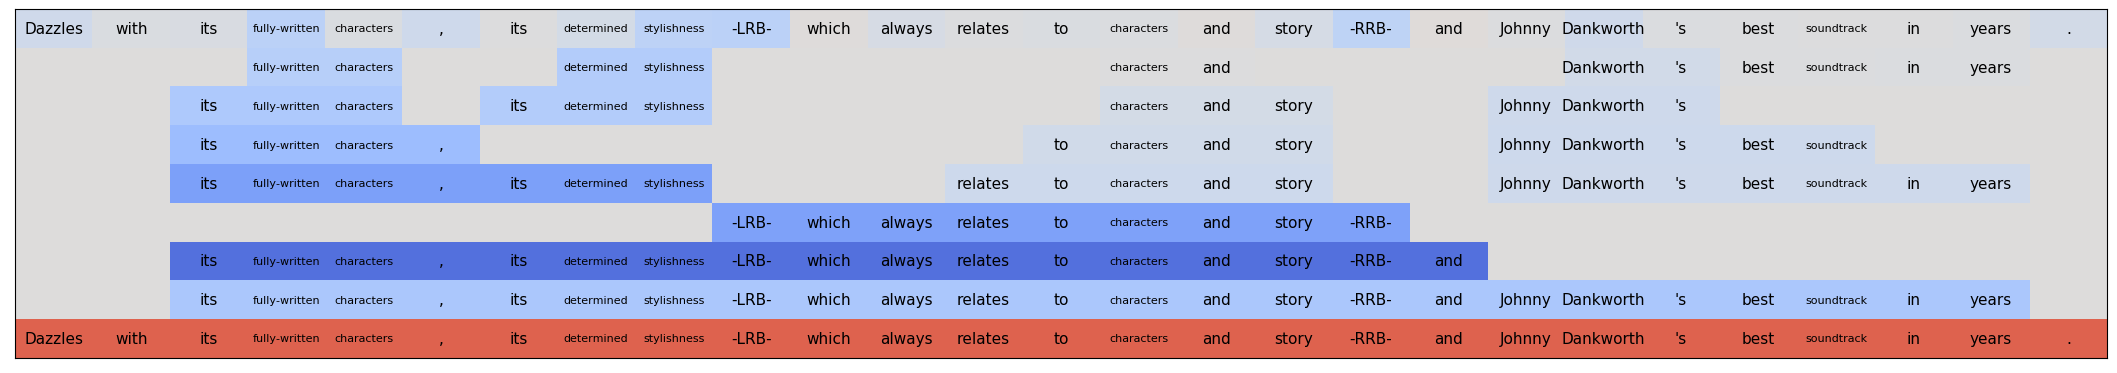 Dazzles with its fully-written characters , its determined stylishness -LRB- which always relates to characters and story -RRB- and Johnny Dankworth 's best soundtrack in years .
fully-written characters determined stylishness characters and Dankworth 's best soundtrack in years
its fully-written characters its determined stylishness characters and story Johnny Dankworth 's
its fully-written characters , to characters and story Johnny Dankworth 's best soundtrack
its fully-written characters , its determined stylishness relates to characters and story Johnny Dankworth 's best soundtrack in years
-LRB- which always relates to characters and story -RRB-
its fully-written characters , its determined stylishness -LRB- which always relates to characters and story -RRB- and
its fully-written characters , its determined stylishness -LRB- which always relates to characters and story -RRB- and Johnny Dankworth 's best soundtrack in years
Dazzles with its fully-written characters , its determined stylishness -LRB- which always relates to characters and story -RRB- and Johnny Dankworth 's best soundtrack in years .